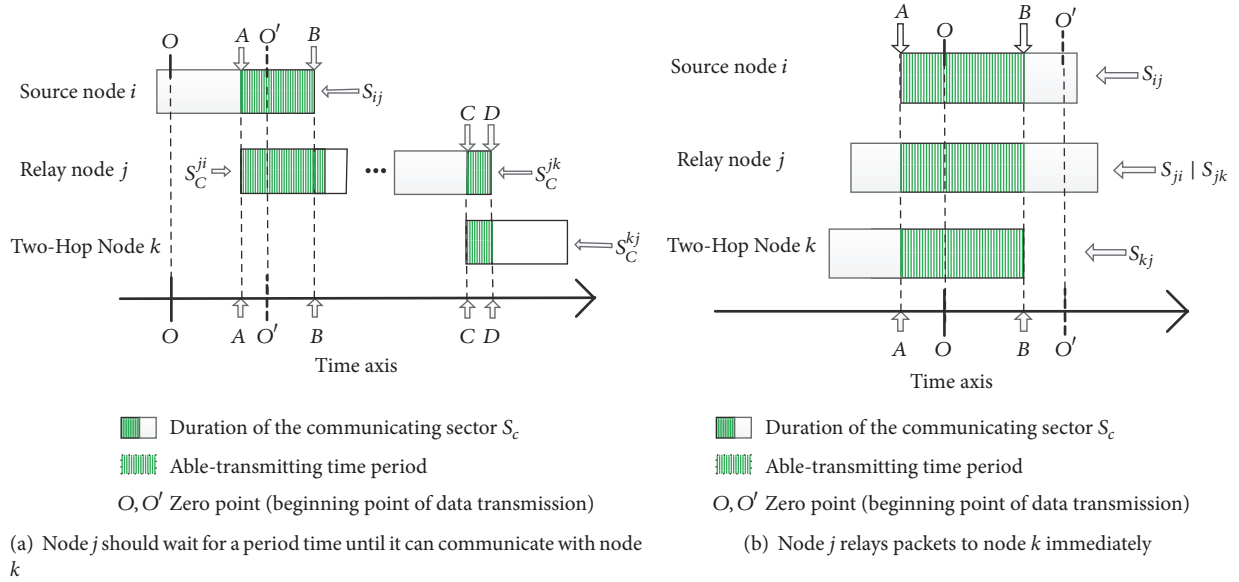 O
A
O′
B
Source node i
S_ij
C
D
Relay node j
S_C^ji
•••
S_C^jk
Two-Hop Node k
S_C^kj
O
A
O′
B
C
D
Time axis
Duration of the communicating sector S_c
Able-transmitting time period
O, O′ Zero point (beginning point of data transmission)
(a) Node j should wait for a period time until it can communicate with node
k
A
O
B
O′
Source node i
S_ij
Relay node j
S_ji | S_jk
Two-Hop Node k
S_kj
A
O
B
O′
Time axis
Duration of the communicating sector S_c
Able-transmitting time period
O, O′ Zero point (beginning point of data transmission)
(b) Node j relays packets to node k immediately